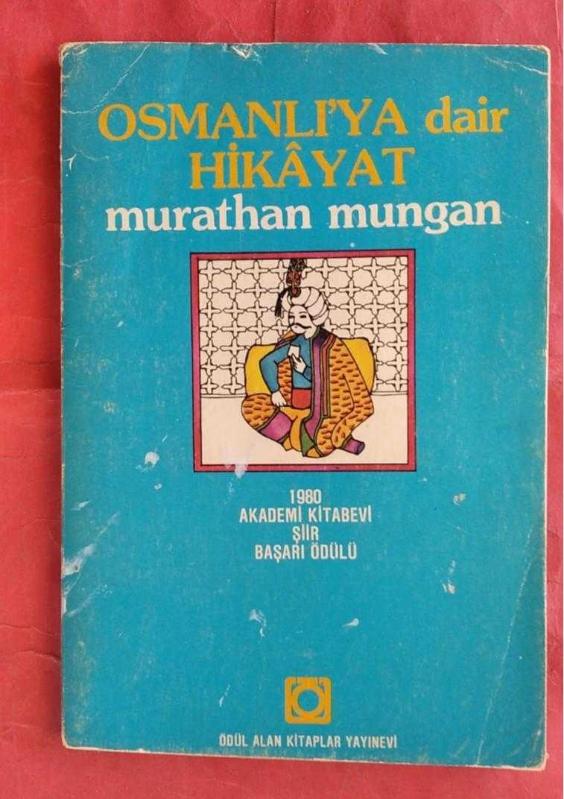 OSMANLI'YA dair
HİKÂYAT
murathan mungan
1980
AKADEMİ KİTABEVİ
ŞİİR
BAŞARI ÖDÜLÜ
ÖDÜL ALAN KİTAPLAR YAYINEVİ